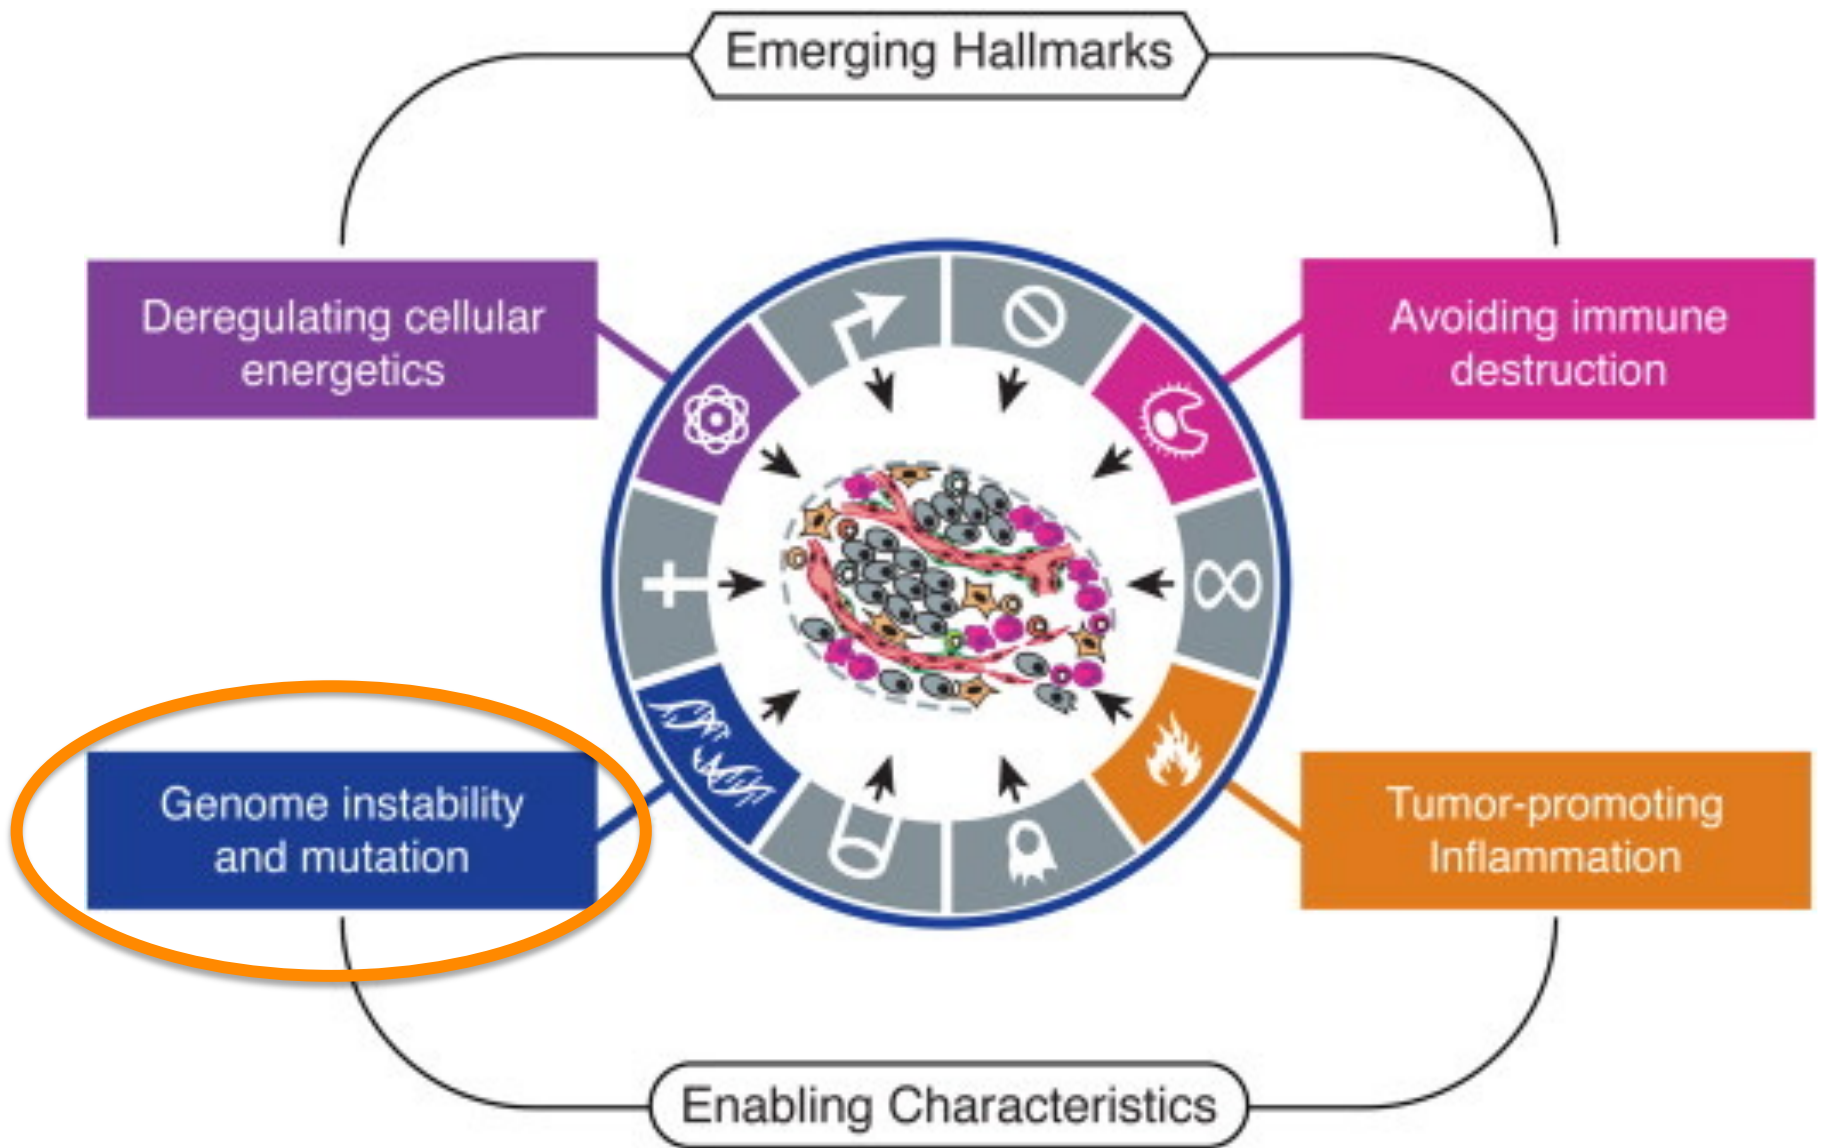 Emerging Hallmarks
Deregulating cellular
energetics
Avoiding immune
destruction
Genome instability
and mutation
Tumor-promoting
Inflammation
Enabling Characteristics